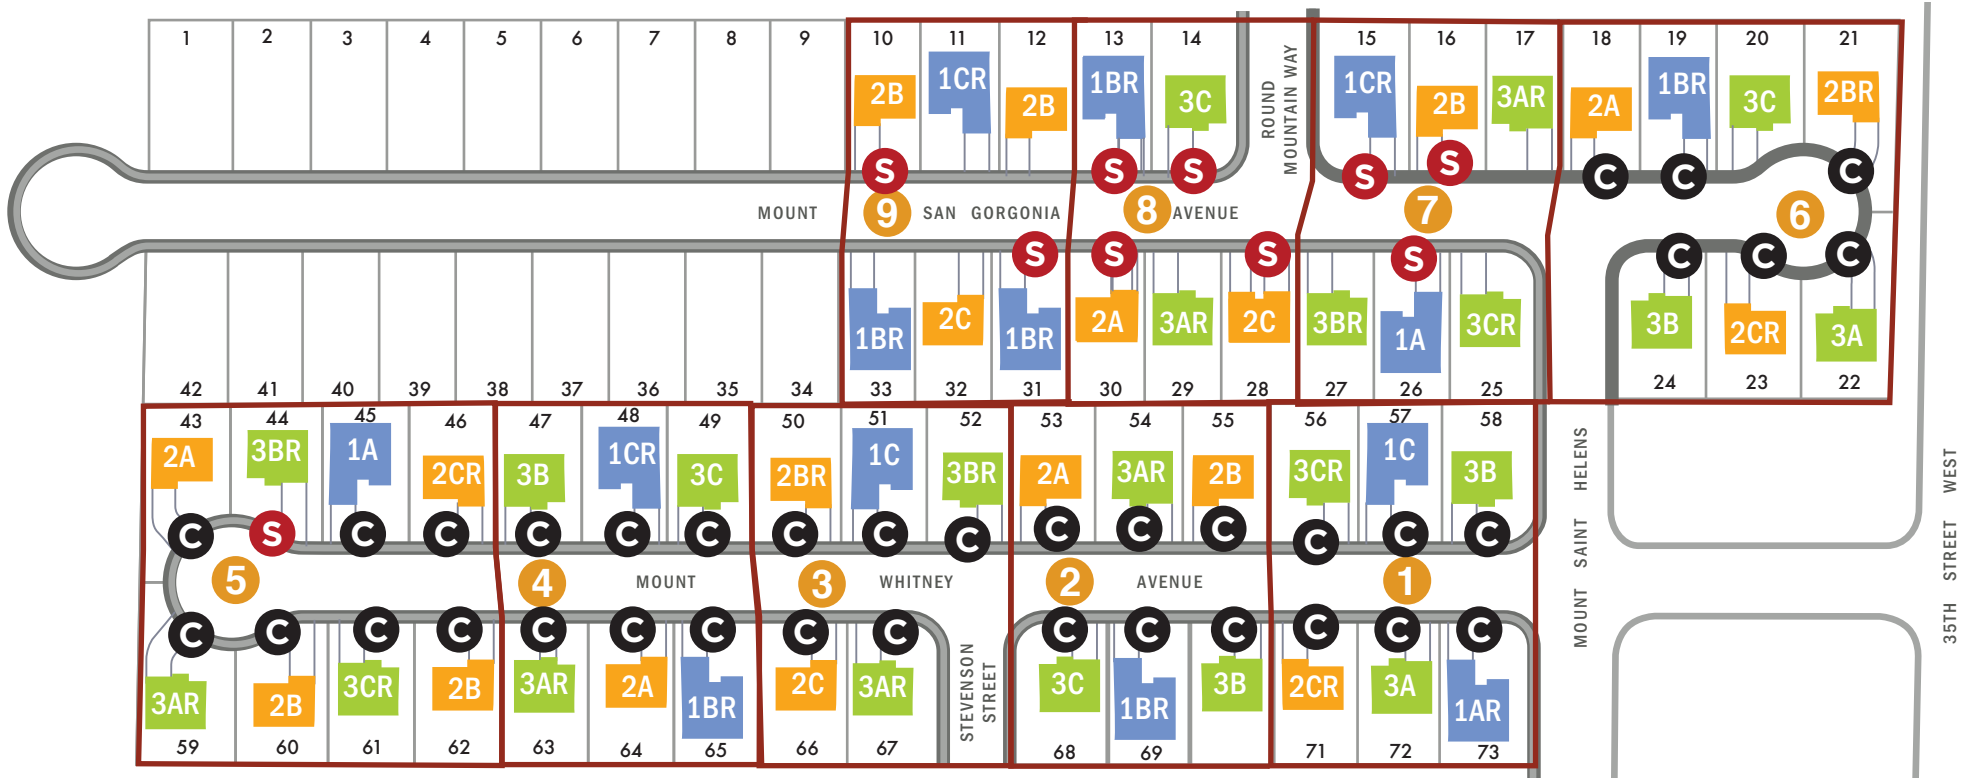 1 2 3 4 5 6 7 8 9 10 11 12 13 14 15 16 17 18 19 20 21
2B 1CR 2B 1BR 3C 1CR 2B 3AR 2A 1BR 3C 2BR
ROUND
MOUNTAIN WAY
S S S S S C C C
MOUNT 9 SAN GORGONIA 8 AVENUE 7 6
S S S S C C C
1BR 2C 1BR 2A 3AR 2C 3BR 1A 3CR 3B 2CR 3A
42 41 40 39 38 37 36 35 34 33 32 31 30 29 28 27 26 25 24 23 22
43 44 45 46 47 48 49 50 51 52 53 54 55 56 57 58
2A 3BR 1A 2CR 3B 1CR 3C 2BR 1C 3BR 2A 3AR 2B 3CR 1C 3B
C S C C C C C C C C C C C C C C
5 4 MOUNT 3 WHITNEY 2 AVENUE 1
C C C C C C C C C C C C C C C
3AR 2B 3CR 2B 3AR 2A 1BR 2C 3AR 3C 1BR 3B 2CR 3A 1AR
STEVENSON
STREET
59 60 61 62 63 64 65 66 67 68 69 71 72 73
MOUNT SAINT HELENS
35TH STREET WEST